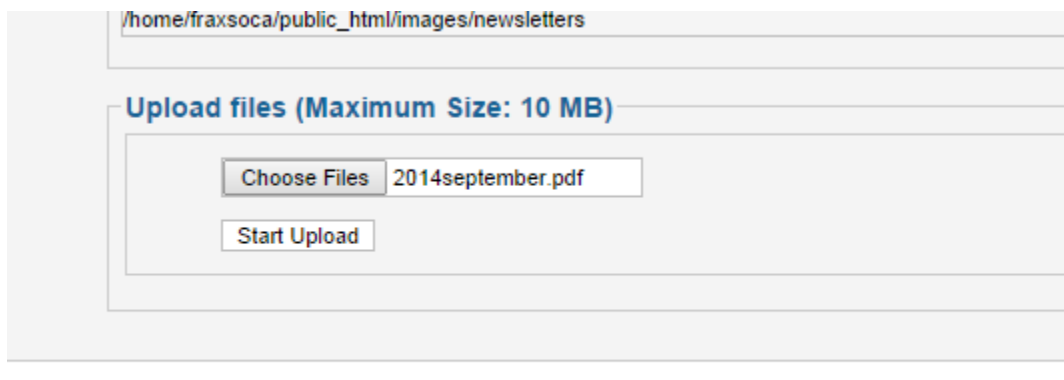 /home/fraxsoca/public_html/images/newsletters
Upload files (Maximum Size: 10 MB)
Choose Files 2014september.pdf
Start Upload